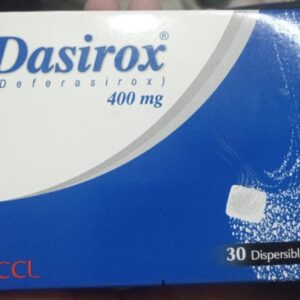 Dasirox®
(Deferasirox)
400 mg
CCL
30 Dispersibl